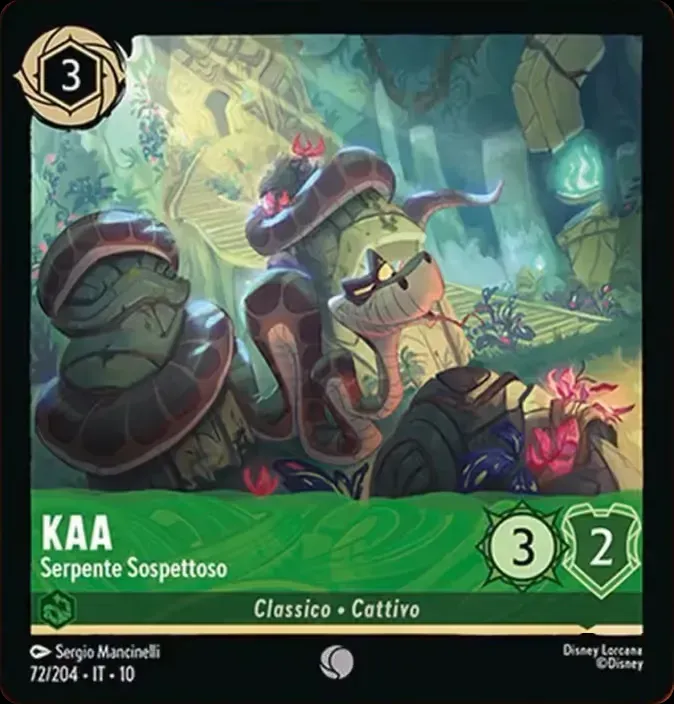 3
KAA
Serpente Sospettoso
3
2
Classico • Cattivo
Sergio Mancinelli
Disney Lorcana
72/204 • IT • 10
©Disney